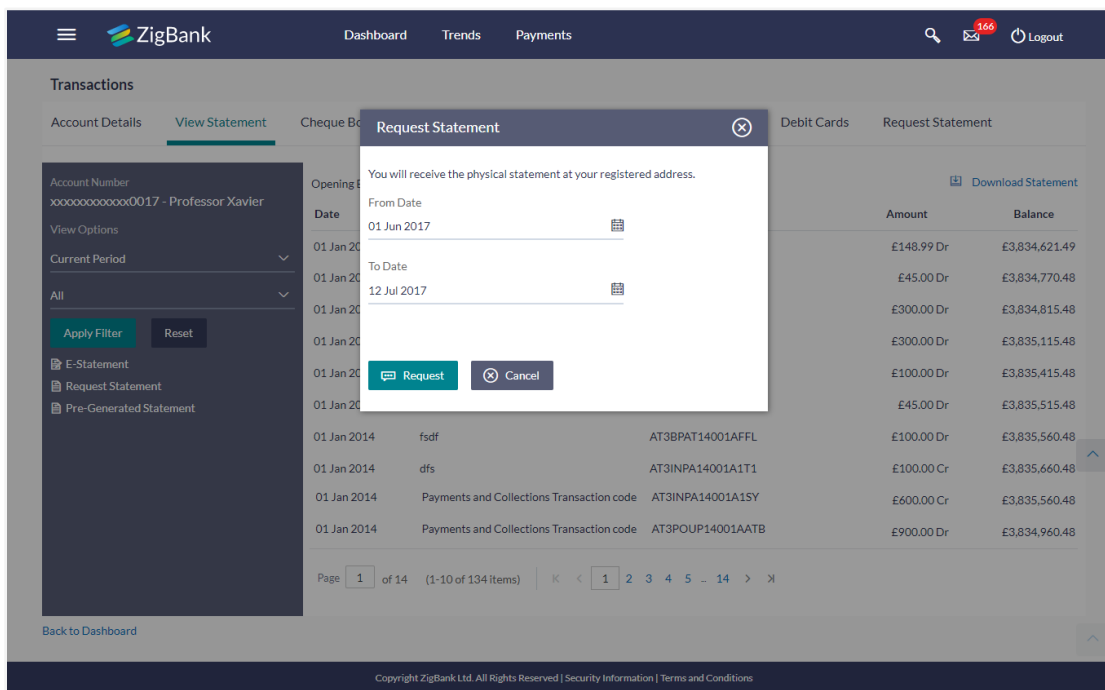 ZigBank Dashboard Trends Payments 166 Logout
Transactions
Account Details View Statement Cheque Bo Debit Cards Request Statement
Request Statement
You will receive the physical statement at your registered address.
From Date
01 Jun 2017
To Date
12 Jul 2017
Request Cancel
Account Number
xxxxxxxxxxxx0017 - Professor Xavier
View Options
Current Period
All
Apply Filter Reset
E-Statement
Request Statement
Pre-Generated Statement
Opening Download Statement
Date Amount Balance
01 Jan 20 £148.99 Dr £3,834,621.49
01 Jan 20 £45.00 Dr £3,834,770.48
01 Jan 20 £300.00 Dr £3,834,815.48
01 Jan 20 £300.00 Dr £3,835,115.48
01 Jan 20 £100.00 Dr £3,835,415.48
01 Jan 20 £45.00 Dr £3,835,515.48
01 Jan 2014 fsdf AT3BPAT14001AFFL £100.00 Dr £3,835,560.48
01 Jan 2014 dfs AT3INPA14001A1T1 £100.00 Cr £3,835,660.48
01 Jan 2014 Payments and Collections Transaction code AT3INPA14001A1SY £600.00 Cr £3,835,560.48
01 Jan 2014 Payments and Collections Transaction code AT3POUP14001AATB £900.00 Dr £3,834,960.48
Page 1 of 14 (1-10 of 134 items) 1 2 3 4 5 ... 14
Back to Dashboard
Copyright ZigBank Ltd. All Rights Reserved | Security Information | Terms and Conditions